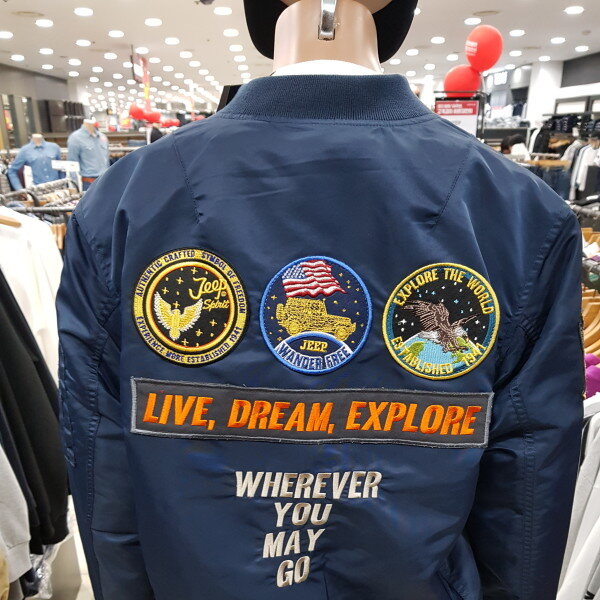 AUTHENTIC CRAFTED SYMBOL OF FREEDOM
Jeep
Spirit
EXPERIENCE MORE ESTABLISHED 1941
JEEP
WANDER FREE
EXPLORE THE WORLD
ESTABLISHED 1941
LIVE, DREAM, EXPLORE
WHEREVER
YOU
MAY
GO